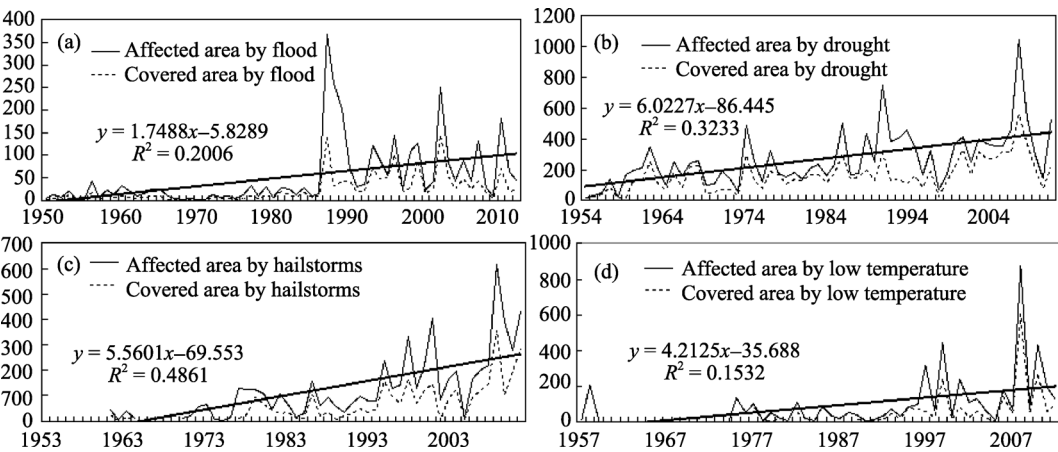 400
350
300
250
200
150
100
50
0
(a)
Affected area by flood
Covered area by flood
y = 1.7488x–5.8289
R² = 0.2006
1950 1960 1970 1980 1990 2000 2010
1200
1000
800
600
400
200
0
(b)
Affected area by drought
Covered area by drought
y = 6.0227x–86.445
R² = 0.3233
1954 1964 1974 1984 1994 2004
700
600
500
400
300
200
700
0
(c)
Affected area by hailstorms
Covered area by hailstorms
y = 5.5601x–69.553
R² = 0.4861
1953 1963 1973 1983 1993 2003
1000
800
600
400
200
0
(d)
Affected area by low temperature
Covered area by low temperature
y = 4.2125x–35.688
R² = 0.1532
1957 1967 1977 1987 1997 2007